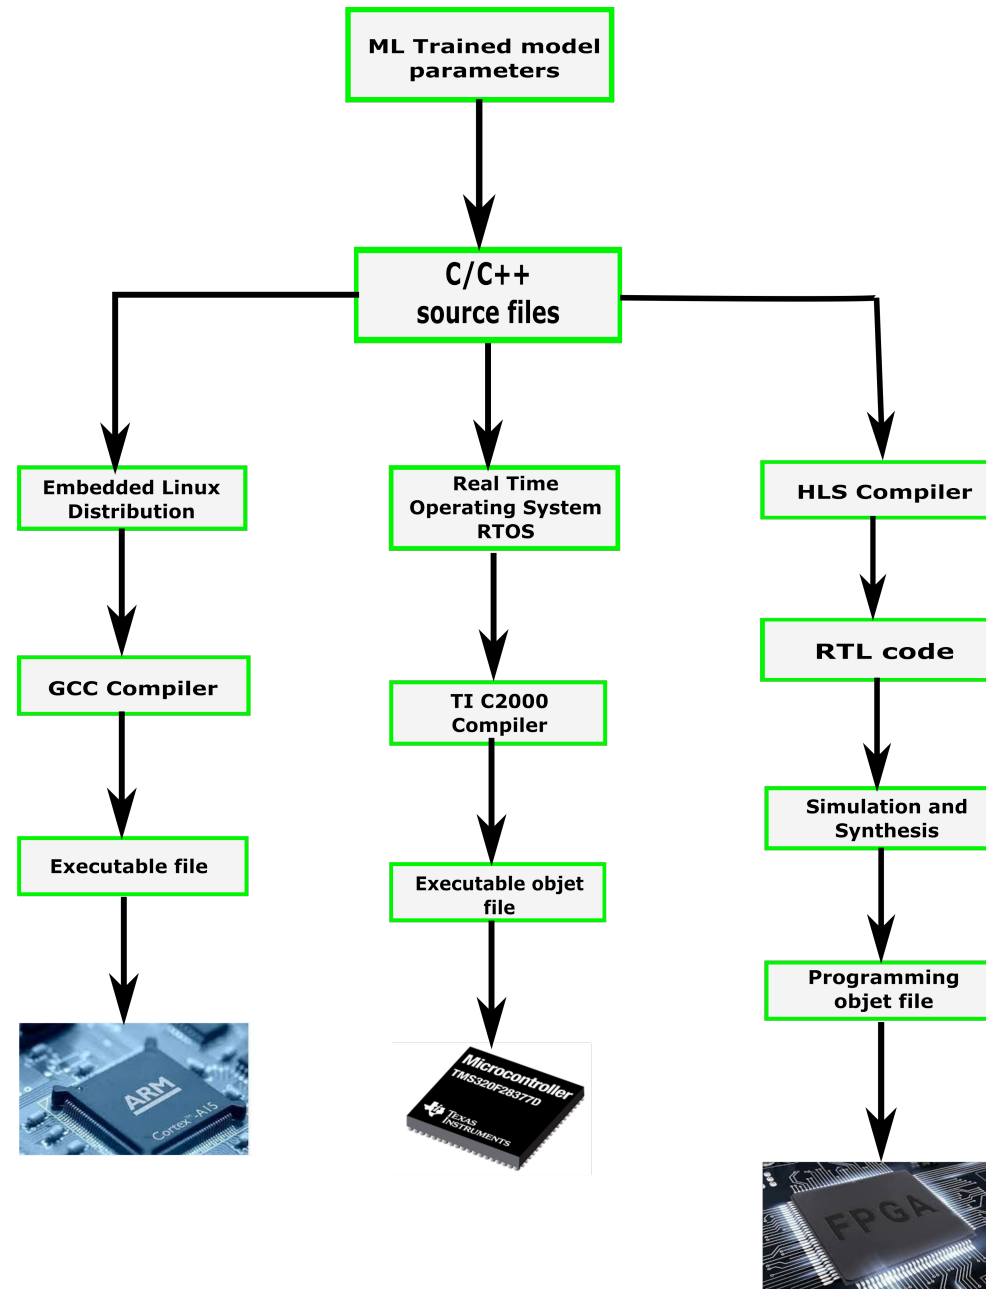 ML Trained model
parameters
C/C++
source files
Embedded Linux
Distribution
GCC Compiler
Executable file
ARM
Cortex™-A15
Real Time
Operating System
RTOS
TI C2000
Compiler
Executable objet
file
Microcontroller
TMS320F28377D
TEXAS
INSTRUMENTS
HLS Compiler
RTL code
Simulation and
Synthesis
Programming
objet file
FPGA